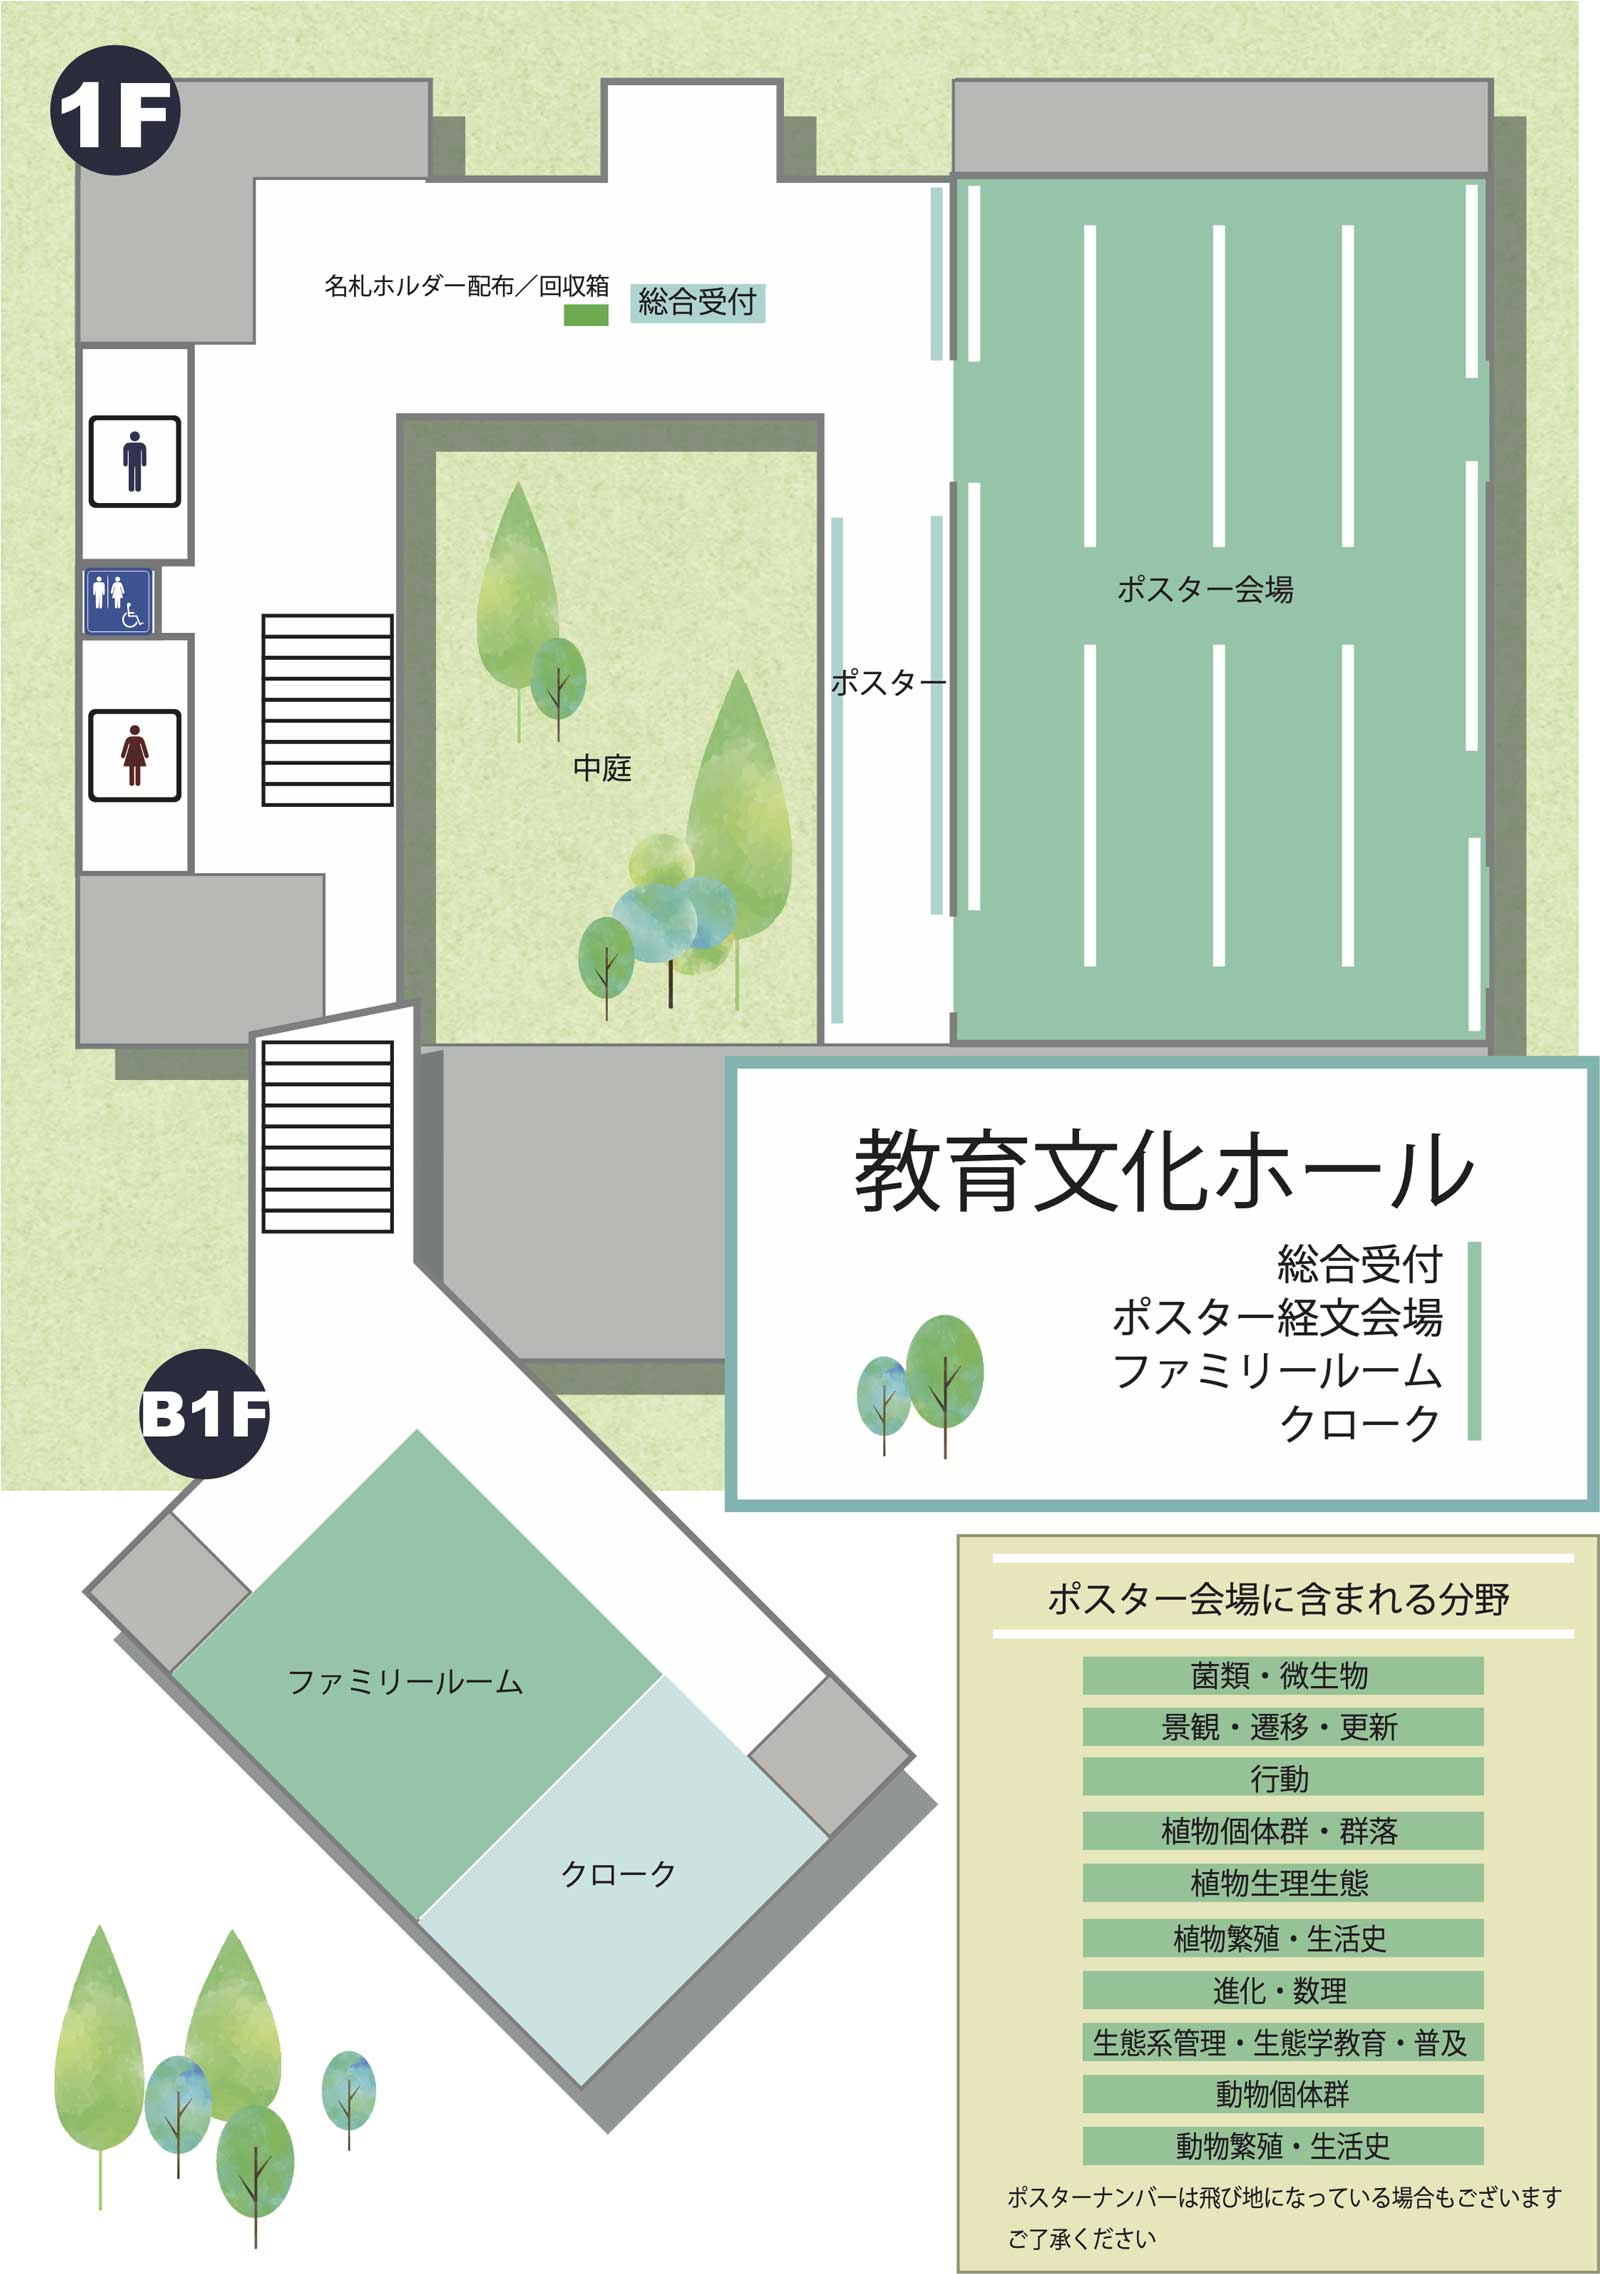 1F
名札ホルダー配布／回収箱
総合受付
ポスター会場
ポスター
中庭
教育文化ホール
総合受付
ポスター経文会場
ファミリールーム
クローク
B1F
ファミリールーム
クローク
ポスター会場に含まれる分野
菌類・微生物
景観・遷移・更新
行動
植物個体群・群落
植物生理生態
植物繁殖・生活史
進化・数理
生態系管理・生態学教育・普及
動物個体群
動物繁殖・生活史
ポスターナンバーは飛び地になっている場合もございます
ご了承ください